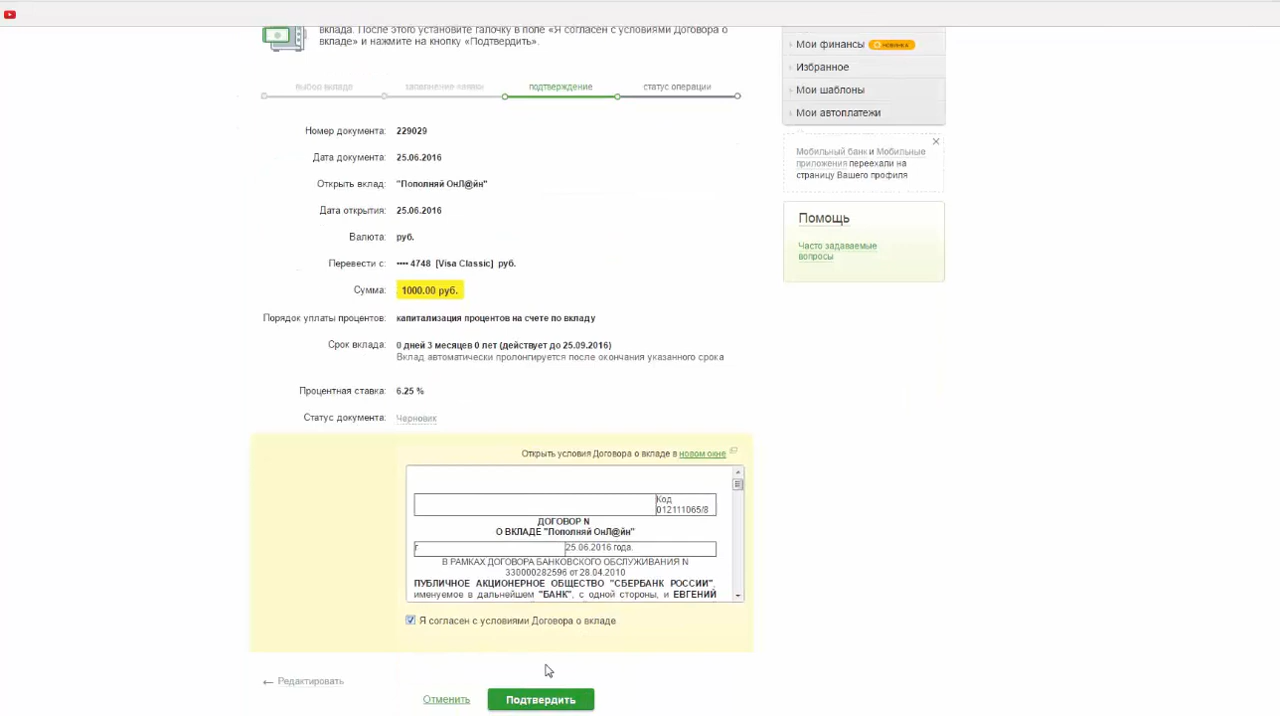 вклада. После этого установите галочку в поле «Я согласен с условиями Договора о
вкладе» и нажмите на кнопку «Подтвердить».
выбор вклада
заполнение заявки
подтверждение
статус операции
Номер документа: 229029
Дата документа: 25.06.2016
Открыть вклад: "Пополняй ОнЛ@йн"
Дата открытия: 25.06.2016
Валюта: руб.
Перевести с: •••• 4748 [Visa Classic] руб.
Сумма: 1000.00 руб.
Порядок уплаты процентов: капитализация процентов на счете по вкладу
Срок вклада: 0 дней 3 месяцев 0 лет (действует до 25.09.2016)
Вклад автоматически пролонгируется после окончания указанного срока
Процентная ставка: 6.25 %
Статус документа: Черновик
Открыть условия Договора о вкладе в новом окне
Код
012111065/8
ДОГОВОР N
О ВКЛАДЕ "Пополняй ОнЛ@йн"
г 25.06.2016 года.
В РАМКАХ ДОГОВОРА БАНКОВСКОГО ОБСЛУЖИВАНИЯ N
330000282596 от 28.04.2010
ПУБЛИЧНОЕ АКЦИОНЕРНОЕ ОБЩЕСТВО "СБЕРБАНК РОССИИ",
именуемое в дальнейшем "БАНК", с одной стороны, и ЕВГЕНИЙ
Я согласен с условиями Договора о вкладе
← Редактировать
Отменить
Подтвердить
Мои финансы НОВИНКА
Избранное
Мои шаблоны
Мои автоплатежи
Мобильный банк и Мобильные
приложения переехали на
страницу Вашего профиля
Помощь
Часто задаваемые
вопросы